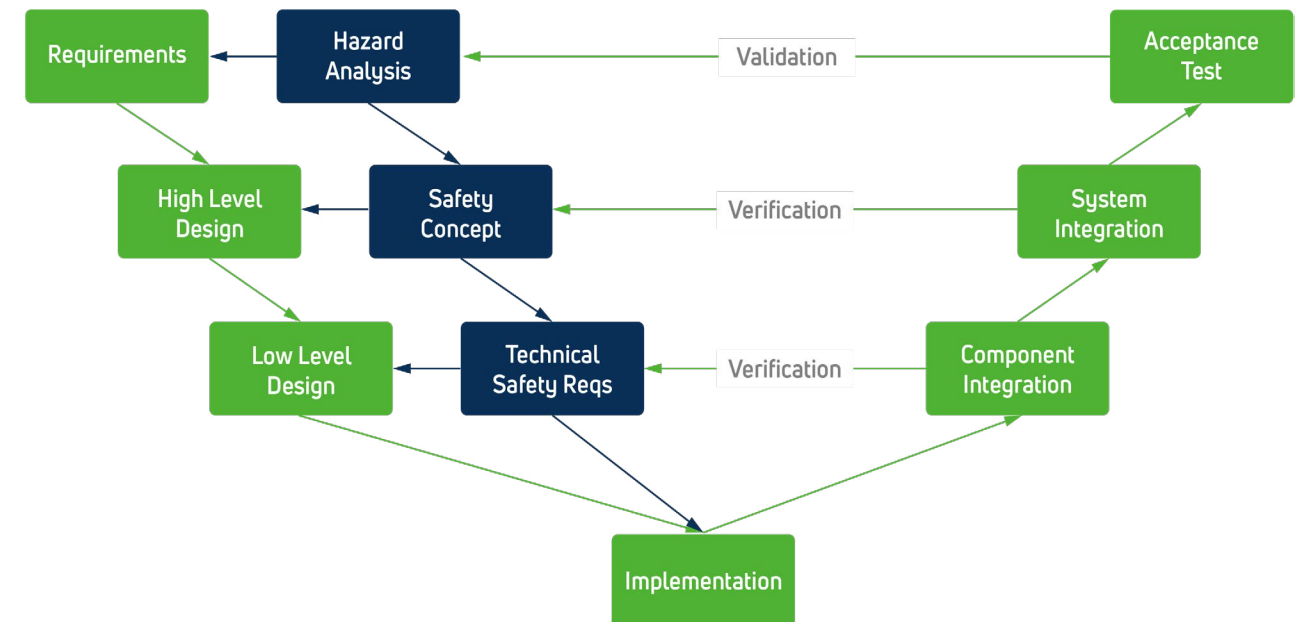 Requirements
Hazard
Analysis
Validation
Acceptance
Test
High Level
Design
Safety
Concept
Verification
System
Integration
Low Level
Design
Technical
Safety Reqs
Verification
Component
Integration
Implementation